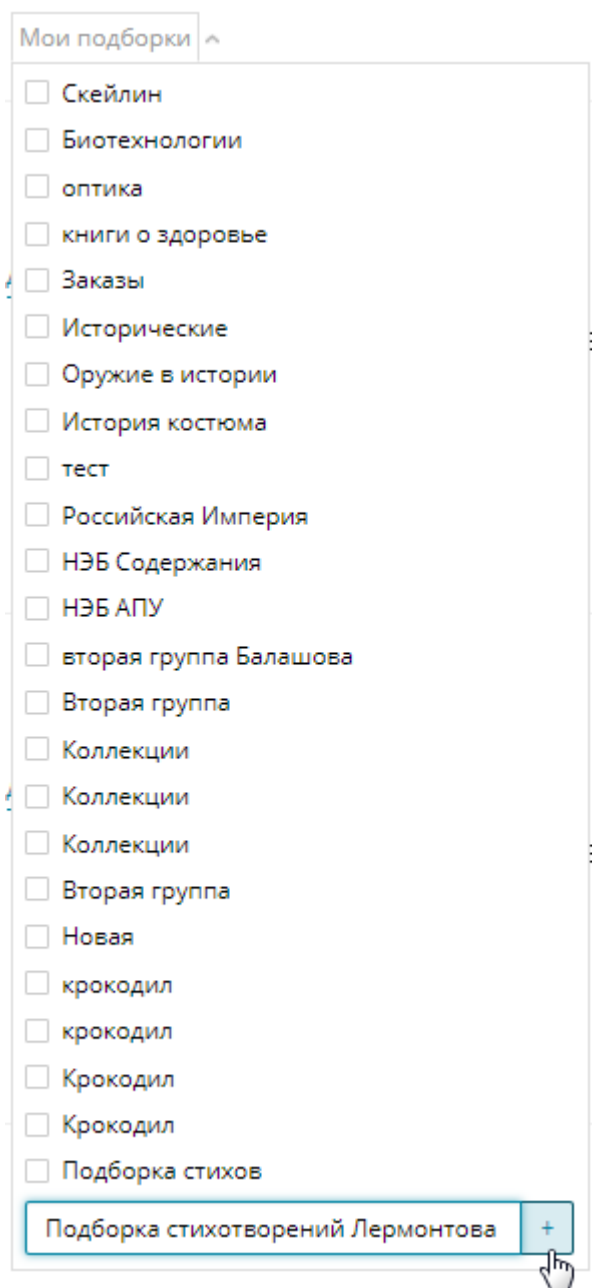 Мои подборки
Скейлин
Биотехнологии
оптика
книги о здоровье
Заказы
Исторические
Оружие в истории
История костюма
тест
Российская Империя
НЭБ Содержания
НЭБ АПУ
вторая группа Балашова
Вторая группа
Коллекции
Коллекции
Коллекции
Вторая группа
Новая
крокодил
крокодил
Крокодил
Крокодил
Подборка стихов
Подборка стихотворений Лермонтова +